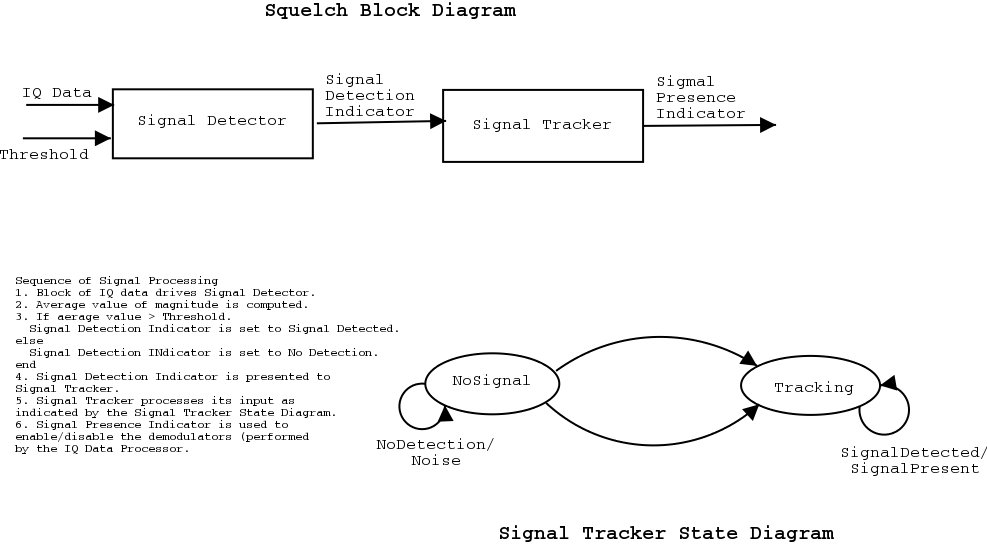 Squelch Block Diagram
IQ Data
Threshold
Signal Detector
Signal
Detection
Indicator
Signal Tracker
Sigmal
Presence
Indicator
Sequence of Signal Processing
1. Block of IQ data drives Signal Detector.
2. Average value of magnitude is computed.
3. If aerage value > Threshold.
Signal Detection Indicator is set to Signal Detected.
else
Signal Detection INdicator is set to No Detection.
end
4. Signal Detection Indicator is presented to
Signal Tracker.
5. Signal Tracker processes its input as
indicated by the Signal Tracker State Diagram.
6. Signal Presence Indicator is used to
enable/disable the demodulators (performed
by the IQ Data Processor.
NoSignal
Tracking
NoDetection/
Noise
SignalDetected/
SignalPresent
Signal Tracker State Diagram